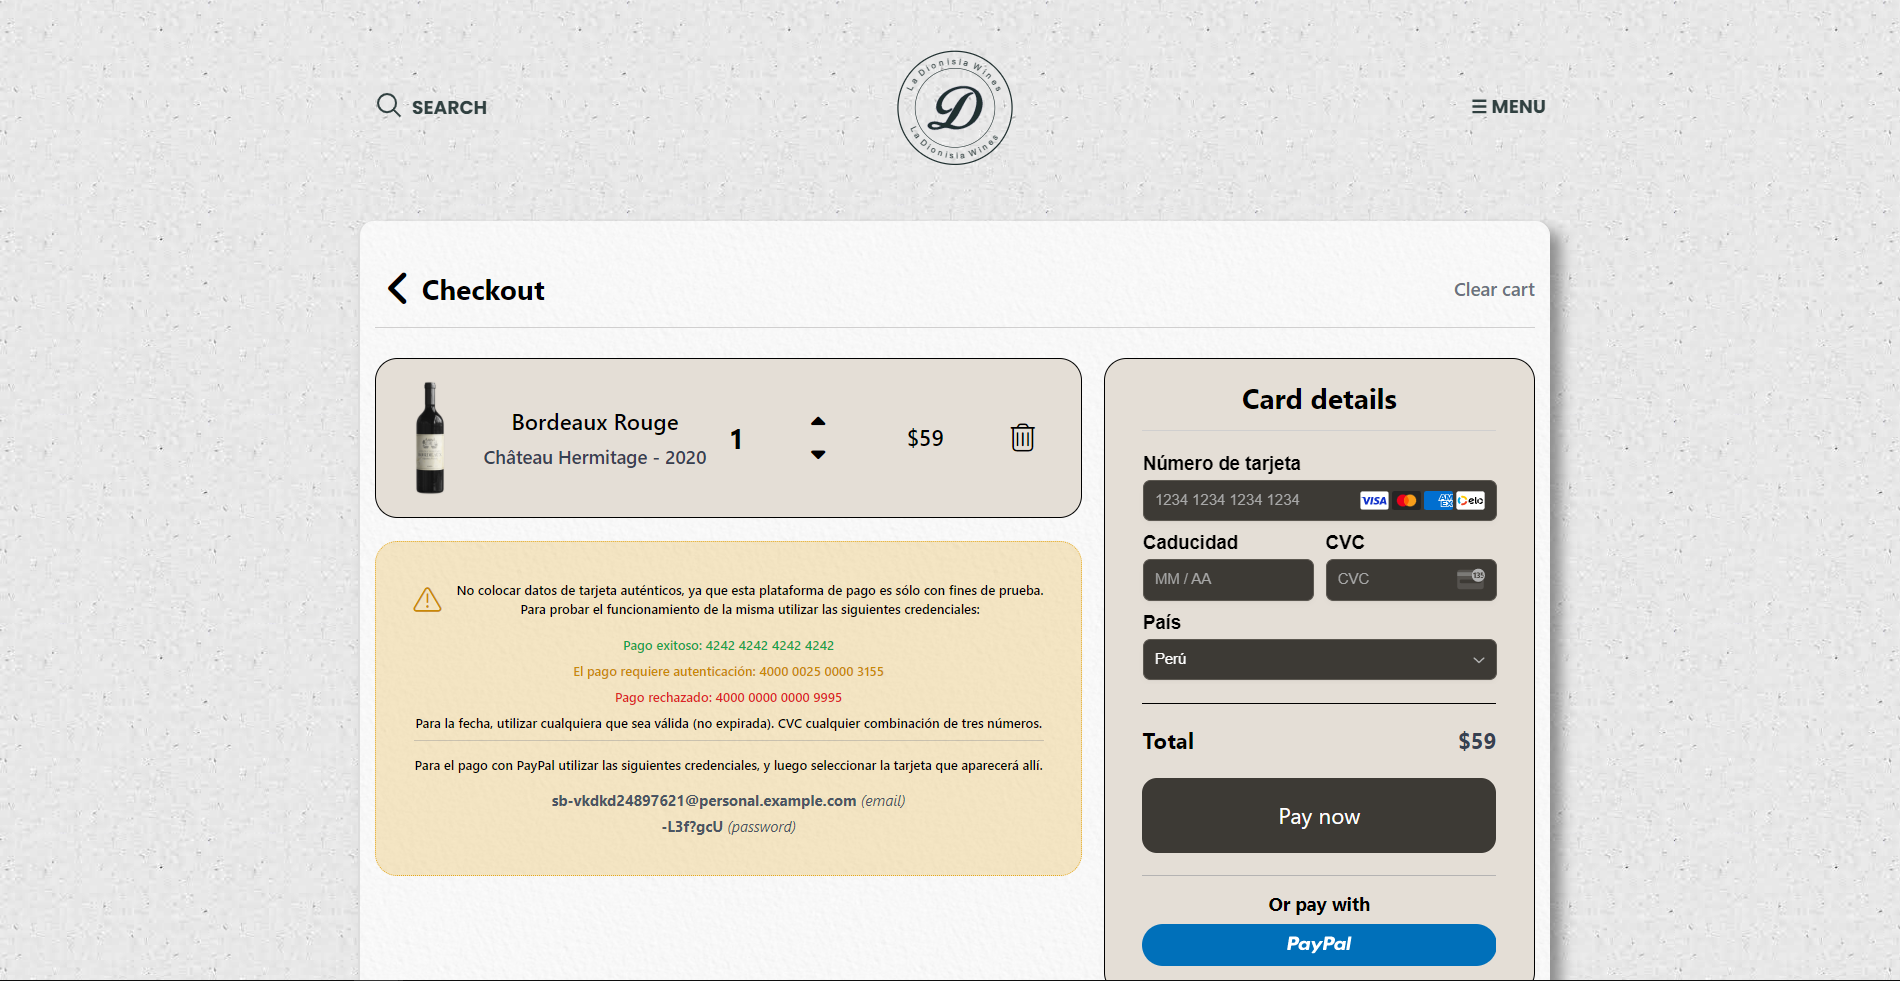 SEARCH
La Dionisia Wines
D
La Dionisia Wines
MENU
Checkout
Clear cart
Bordeaux Rouge
Château Hermitage - 2020
1
$59
No colocar datos de tarjeta auténticos, ya que esta plataforma de pago es sólo con fines de prueba.
Para probar el funcionamiento de la misma utilizar las siguientes credenciales:
Pago exitoso: 4242 4242 4242 4242
El pago requiere autenticación: 4000 0025 0000 3155
Pago rechazado: 4000 0000 0000 9995
Para la fecha, utilizar cualquiera que sea válida (no expirada). CVC cualquier combinación de tres números.
Para el pago con PayPal utilizar las siguientes credenciales, y luego seleccionar la tarjeta que aparecerá allí.
sb-vkdkd24897621@personal.example.com (email)
-L3f?gcU (password)
Card details
Número de tarjeta
1234 1234 1234 1234 VISA AM EX elo
Caducidad CVC
MM / AA CVC 135
País
Perú
Total $59
Pay now
Or pay with
PayPal